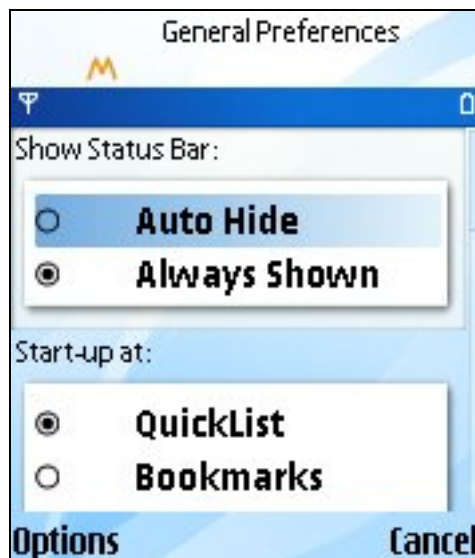 General Preferences
Show Status Bar:
Auto Hide
Always Shown
Start-up at:
QuickList
Bookmarks
Options Cancel